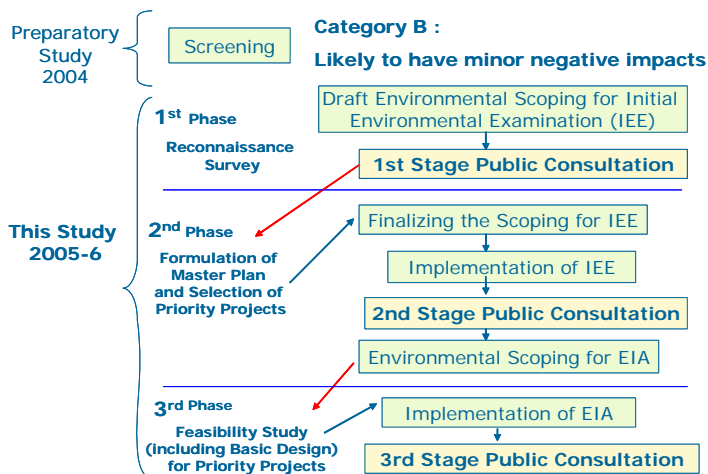 Preparatory
Study
2004
Screening
Category B :
Likely to have minor negative impacts
This Study
2005-6
1st Phase
Reconnaissance
Survey
Draft Environmental Scoping for Initial
Environmental Examination (IEE)
1st Stage Public Consultation
2nd Phase
Formulation of
Master Plan
and Selection of
Priority Projects
Finalizing the Scoping for IEE
Implementation of IEE
2nd Stage Public Consultation
Environmental Scoping for EIA
3rd Phase
Feasibility Study
(including Basic Design)
for Priority Projects
Implementation of EIA
3rd Stage Public Consultation